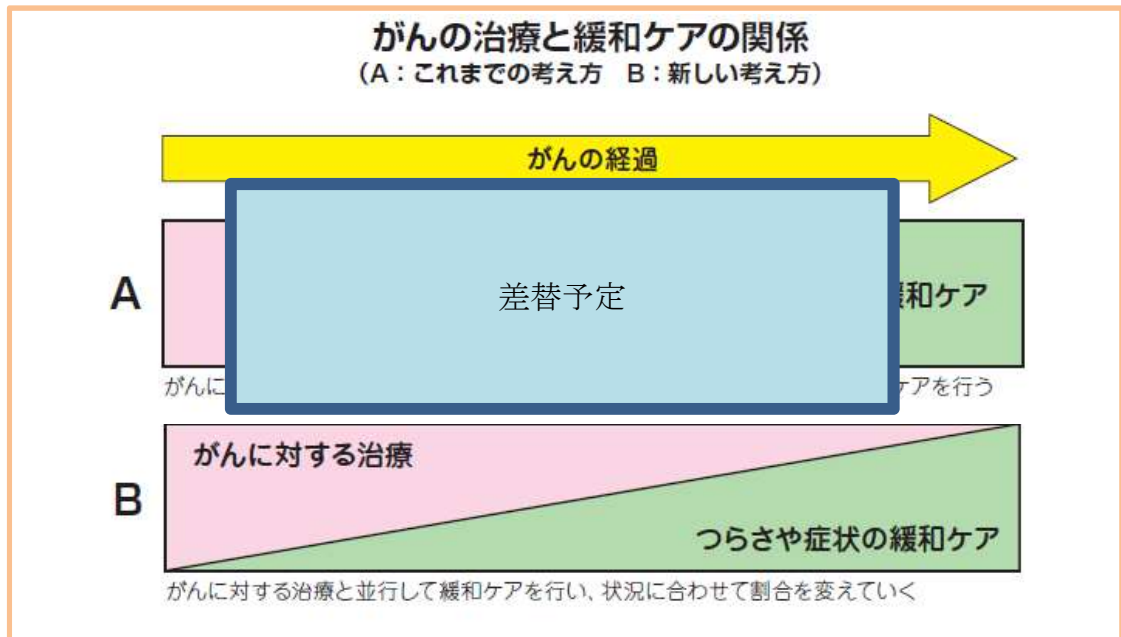 がんの治療と緩和ケアの関係
（A：これまでの考え方　B：新しい考え方）
がんの経過
A
差替予定
和ケア
がんに
ケアを行う
がんに対する治療
B
つらさや症状の緩和ケア
がんに対する治療と並行して緩和ケアを行い、状況に合わせて割合を変えていく